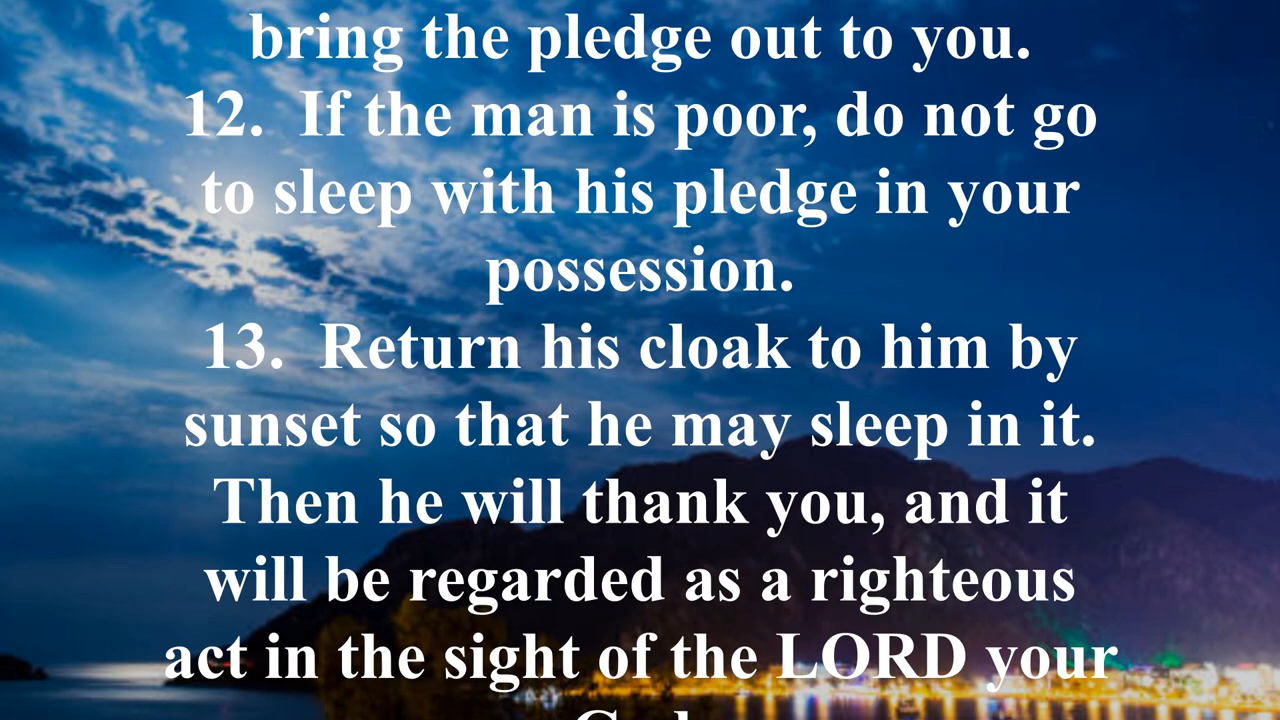 bring the pledge out to you.
12.  If the man is poor, do not go
to sleep with his pledge in your
possession.
13.  Return his cloak to him by
sunset so that he may sleep in it.
Then he will thank you, and it
will be regarded as a righteous
act in the sight of the LORD your